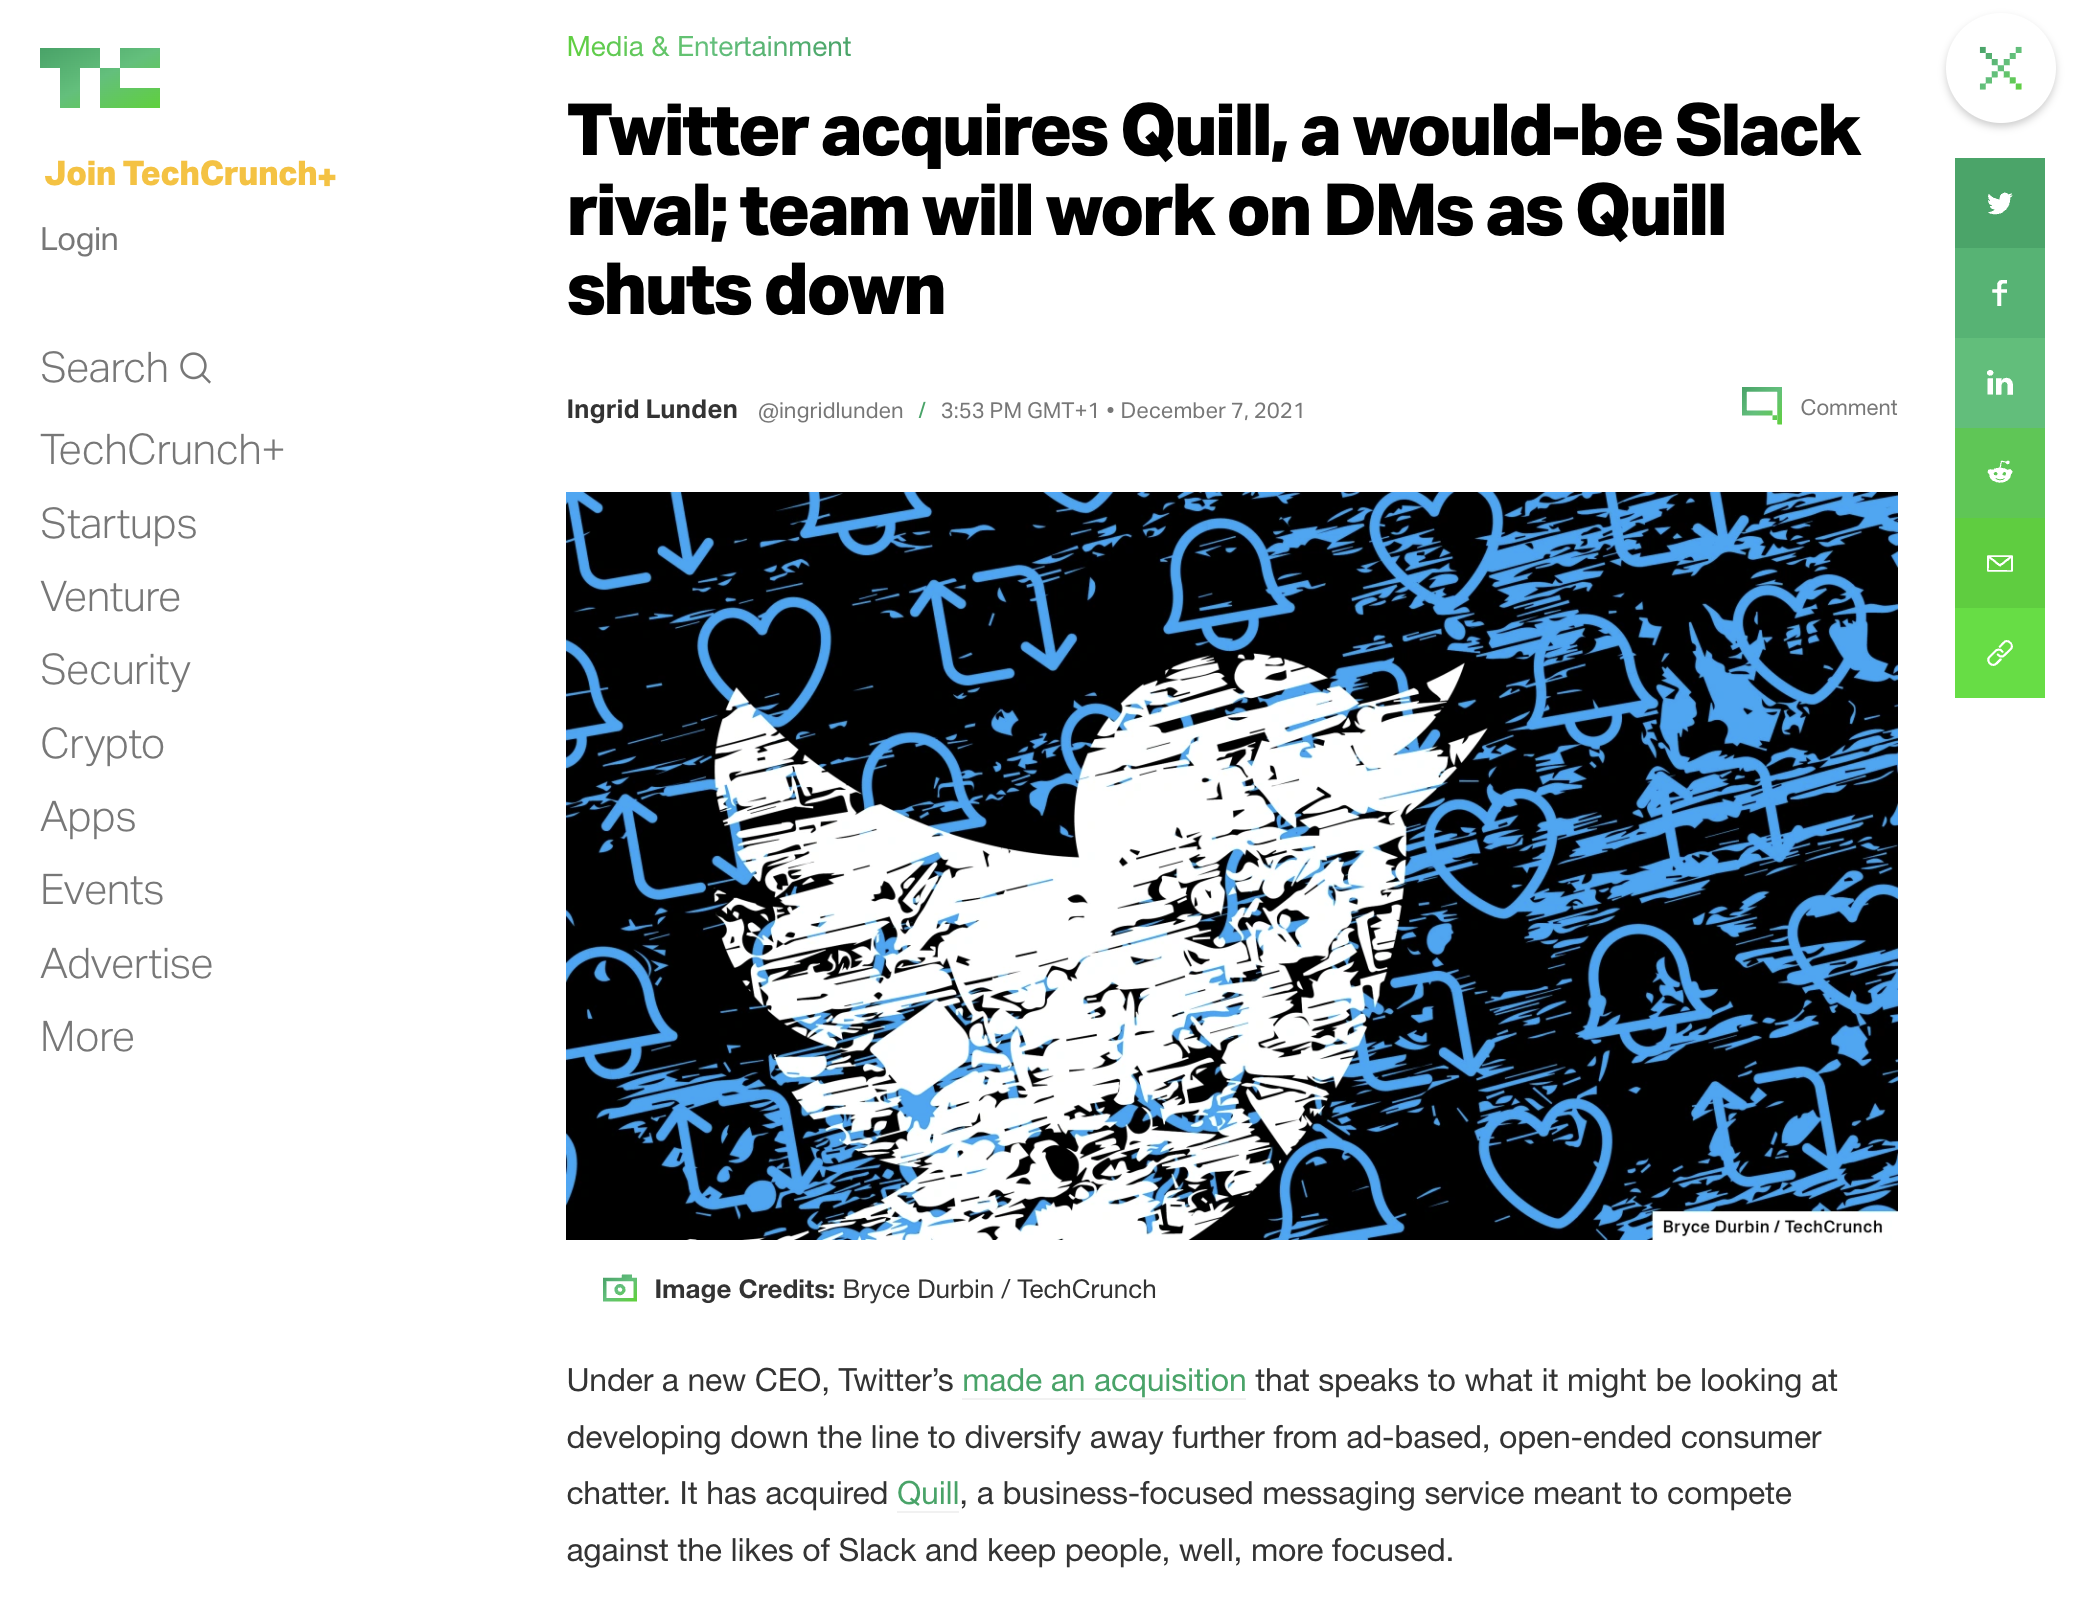 TC
Join TechCrunch+
Login
Search
TechCrunch+
Startups
Venture
Security
Crypto
Apps
Events
Advertise
More
Media & Entertainment
Twitter acquires Quill, a would-be Slack
rival; team will work on DMs as Quill
shuts down
Ingrid Lunden @ingridlunden / 3:53 PM GMT+1 • December 7, 2021
Comment
Bryce Durbin / TechCrunch
Image Credits: Bryce Durbin / TechCrunch
Under a new CEO, Twitter’s made an acquisition that speaks to what it might be looking at
developing down the line to diversify away further from ad-based, open-ended consumer
chatter. It has acquired Quill, a business-focused messaging service meant to compete
against the likes of Slack and keep people, well, more focused.